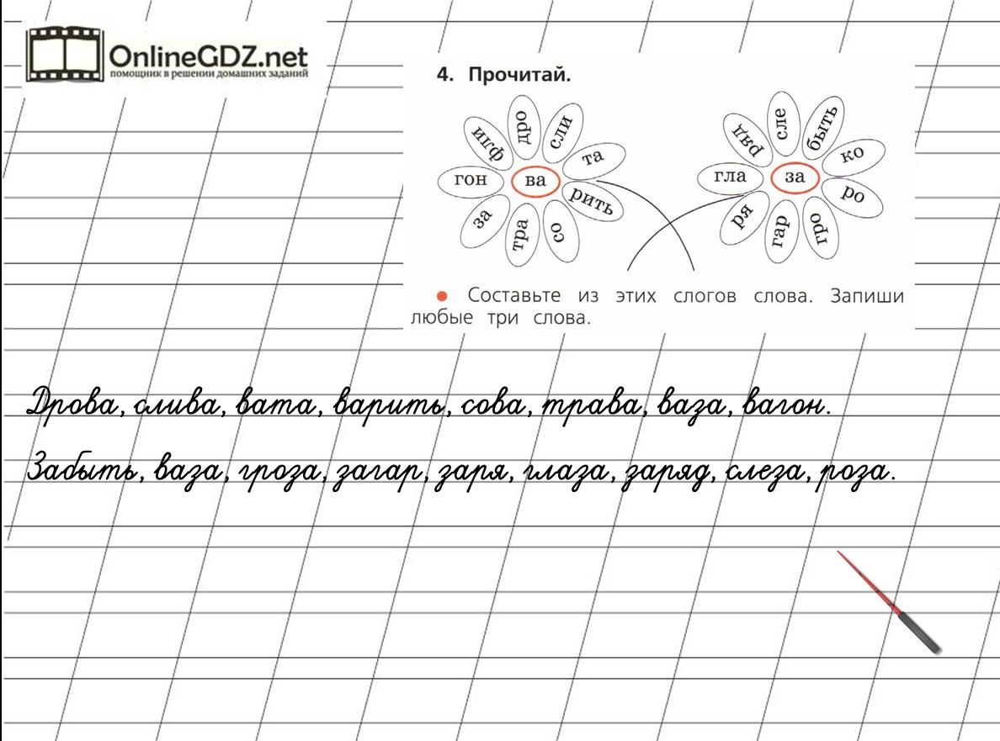 OnlineGDZ.net
помощник в решении домашних заданий
4. Прочитай.
дро
сли
та
рить
со
тра
за
гон
ва
ряд
сле
быть
ко
ро
гро
гар
ря
гла
за
● Составьте из этих слогов слова. Запиши
любые три слова.
Дрова, слива, вата, варить, сова, трава, ваза, вагон.
Забыть, ваза, гроза, загар, заря, глаза, заряд, слеза, роза.